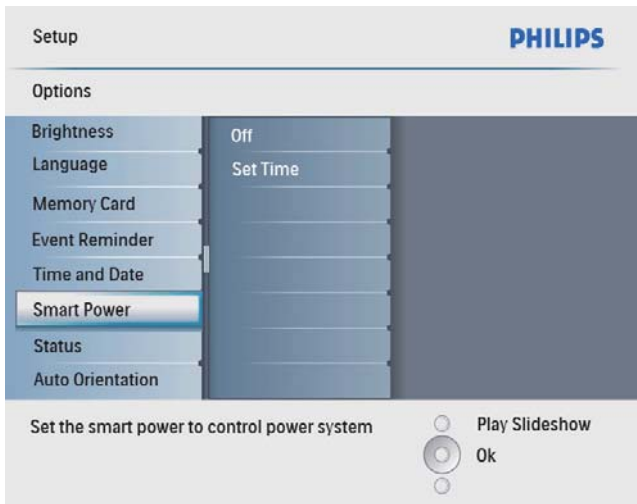 Setup
PHILIPS
Options
Brightness
Language
Memory Card
Event Reminder
Time and Date
Smart Power
Status
Auto Orientation
Off
Set Time
Set the smart power to control power system
Play Slideshow
Ok